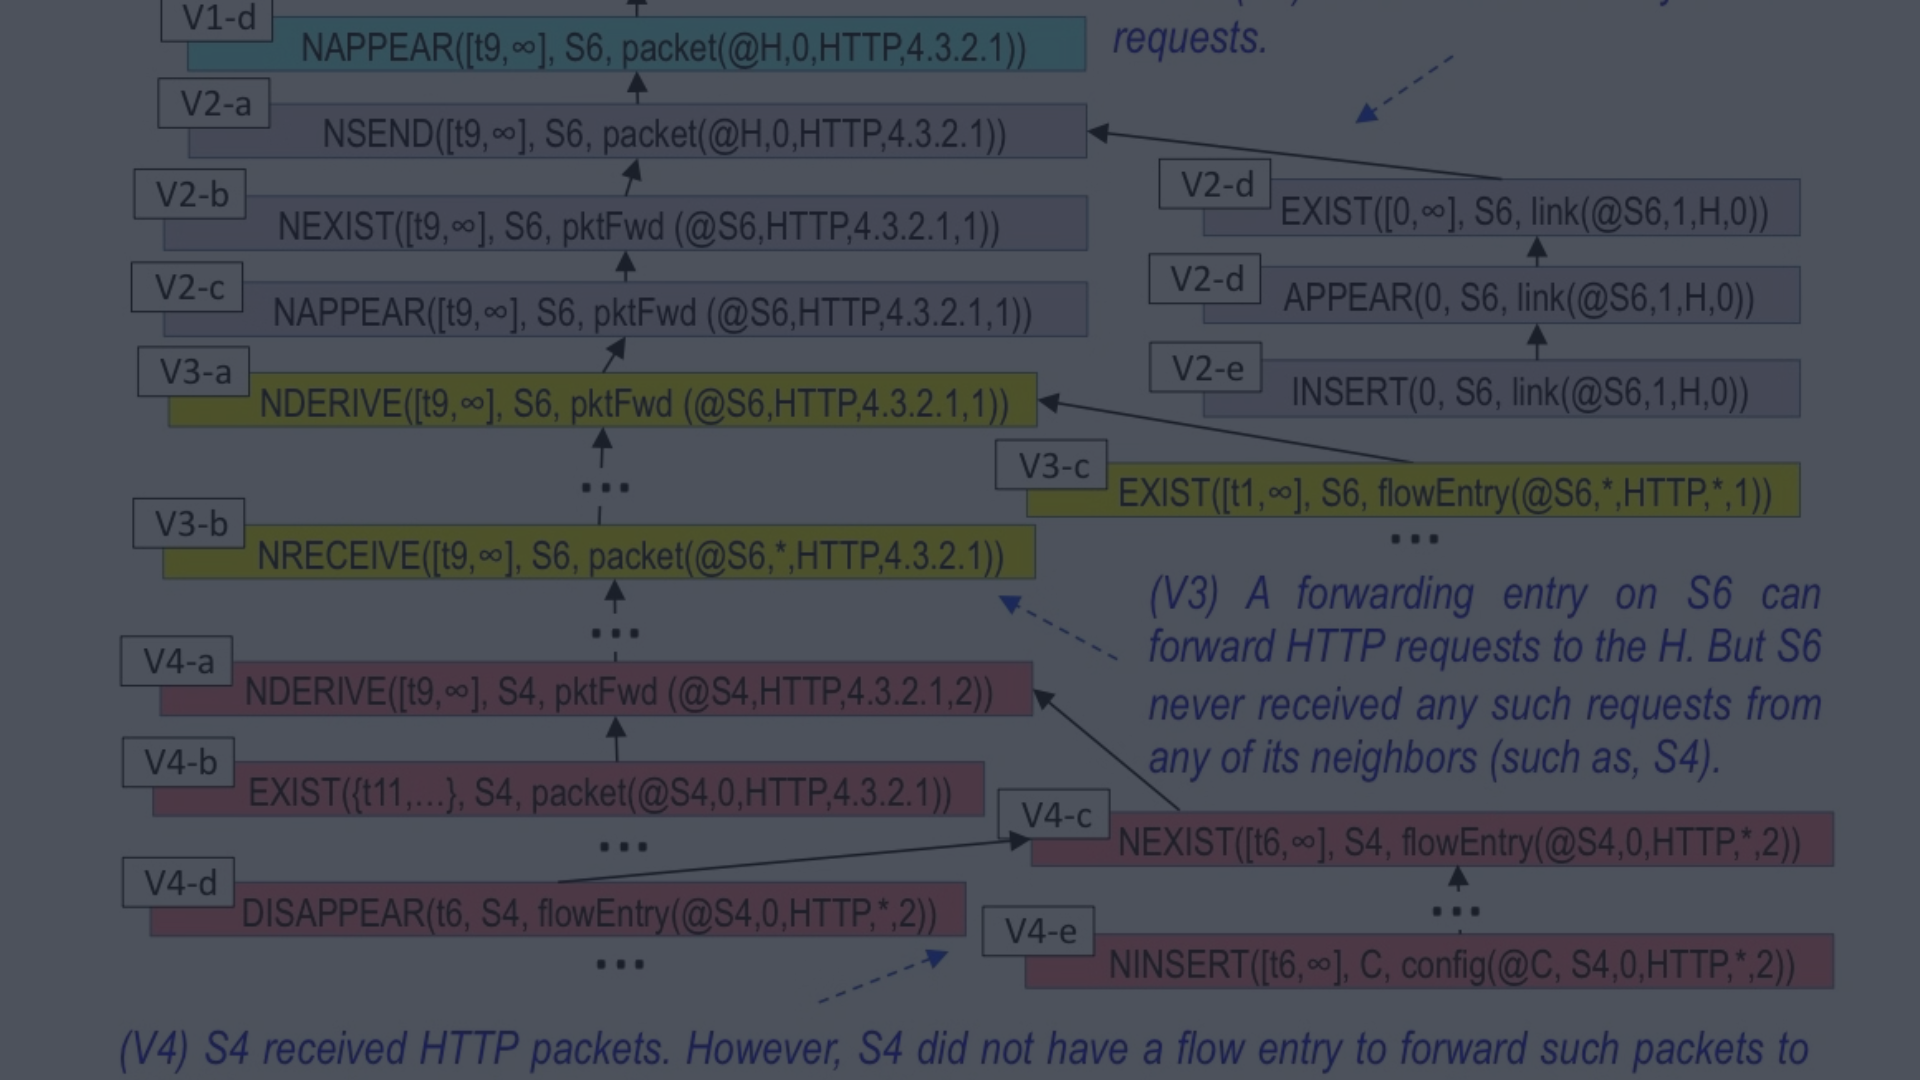 V1-d
NAPPEAR([t9,∞], S6, packet(@H,0,HTTP,4.3.2.1))
requests.
V2-a
NSEND([t9,∞], S6, packet(@H,0,HTTP,4.3.2.1))
V2-b
NEXIST([t9,∞], S6, pktFwd (@S6,HTTP,4.3.2.1,1))
V2-d
EXIST([0,∞], S6, link(@S6,1,H,0))
V2-c
NAPPEAR([t9,∞], S6, pktFwd (@S6,HTTP,4.3.2.1,1))
V2-d
APPEAR(0, S6, link(@S6,1,H,0))
V3-a
NDERIVE([t9,∞], S6, pktFwd (@S6,HTTP,4.3.2.1,1))
V2-e
INSERT(0, S6, link(@S6,1,H,0))
V3-c
EXIST([t1,∞], S6, flowEntry(@S6,*,HTTP,*,1))
...
...
V3-b
NRECEIVE([t9,∞], S6, packet(@S6,*,HTTP,4.3.2.1))
...
(V3) A forwarding entry on S6 can
forward HTTP requests to the H. But S6
never received any such requests from
any of its neighbors (such as, S4).
V4-a
NDERIVE([t9,∞], S4, pktFwd (@S4,HTTP,4.3.2.1,2))
V4-b
EXIST({t11,...}, S4, packet(@S4,0,HTTP,4.3.2.1))
...
V4-c
NEXIST([t6,∞], S4, flowEntry(@S4,0,HTTP,*,2))
V4-d
DISAPPEAR(t6, S4, flowEntry(@S4,0,HTTP,*,2))
...
...
V4-e
NINSERT([t6,∞], C, config(@C, S4,0,HTTP,*,2))
(V4) S4 received HTTP packets. However, S4 did not have a flow entry to forward such packets to